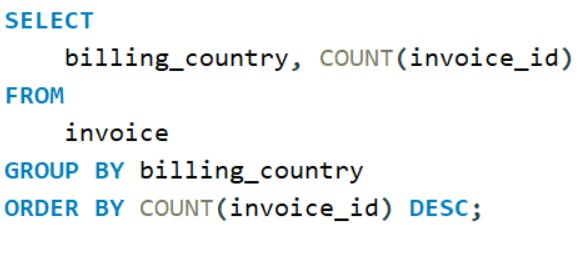 SELECT
    billing_country, COUNT(invoice_id)
FROM
    invoice
GROUP BY billing_country
ORDER BY COUNT(invoice_id) DESC;